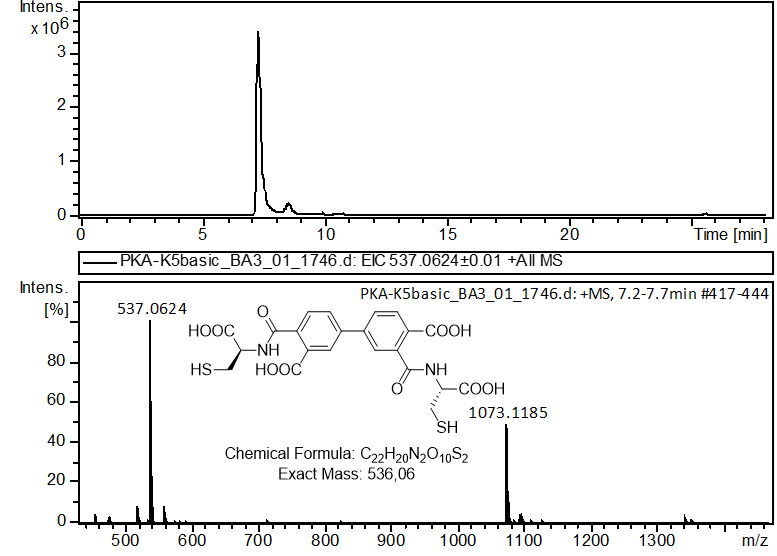 Intens.
x10⁶
3
2
1
0
0 5 10 15 20 Time [min]
PKA-K5basic_BA3_01_1746.d: EIC 537.0624±0.01 +All MS
Intens.
[%]
PKA-K5basic_BA3_01_1746.d: +MS, 7.2-7.7min #417-444
537.0624
O
HOOC
COOH
NH
HS
HOOC
NH
O
COOH
SH
1073.1185
80
60
40
20
0
Chemical Formula: C₂₂H₂₀N₂O₁₀S₂
Exact Mass: 536,06
500 600 700 800 900 1000 1100 1200 1300 m/z